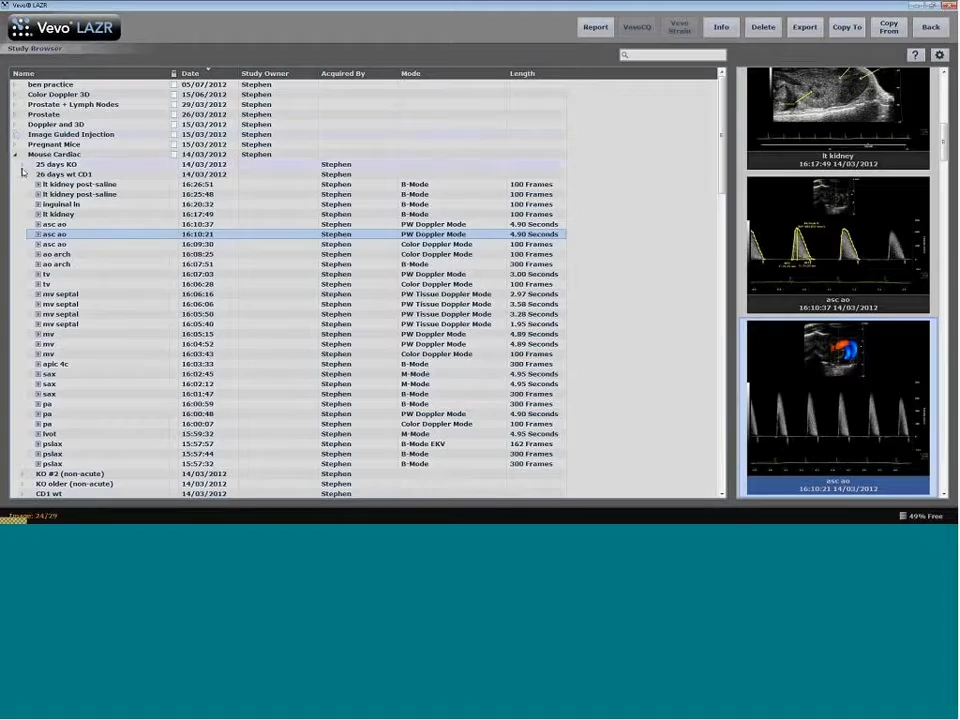 Vevo® LAZR
Vevo® LAZR
Report VevoCQ Vevo Strain Info Delete Export Copy To Copy From Back
Study Browser
?
Name Date Study Owner Acquired By Mode Length
ben practice 05/07/2012 Stephen
Color Doppler 3D 15/06/2012 Stephen
Prostate + Lymph Nodes 29/03/2012 Stephen
Prostate 26/03/2012 Stephen
Doppler and 3D 15/03/2012 Stephen
Image Guided Injection 15/03/2012 Stephen
Pregnant Mice 15/03/2012 Stephen
Mouse Cardiac 14/03/2012 Stephen
25 days KO 14/03/2012 Stephen
26 days wt CD1 14/03/2012 Stephen
lt kidney post-saline 16:26:51 Stephen B-Mode 100 Frames
lt kidney post-saline 16:25:48 Stephen B-Mode 100 Frames
inguinal ln 16:20:32 Stephen B-Mode 100 Frames
lt kidney 16:17:49 Stephen B-Mode 100 Frames
asc ao 16:10:37 Stephen PW Doppler Mode 4.90 Seconds
asc ao 16:10:21 Stephen PW Doppler Mode 4.90 Seconds
asc ao 16:09:30 Stephen Color Doppler Mode 100 Frames
ao arch 16:08:25 Stephen Color Doppler Mode 100 Frames
ao arch 16:07:51 Stephen B-Mode 300 Frames
tv 16:07:03 Stephen PW Doppler Mode 3.00 Seconds
tv 16:06:28 Stephen Color Doppler Mode 100 Frames
mv septal 16:06:16 Stephen PW Tissue Doppler Mode 2.97 Seconds
mv septal 16:06:06 Stephen PW Tissue Doppler Mode 3.58 Seconds
mv septal 16:05:50 Stephen PW Tissue Doppler Mode 3.28 Seconds
mv septal 16:05:40 Stephen PW Tissue Doppler Mode 1.95 Seconds
mv 16:05:15 Stephen PW Doppler Mode 4.89 Seconds
mv 16:04:52 Stephen PW Doppler Mode 4.89 Seconds
mv 16:03:43 Stephen Color Doppler Mode 100 Frames
apic 4c 16:03:33 Stephen B-Mode 300 Frames
sax 16:02:45 Stephen M-Mode 4.95 Seconds
sax 16:02:12 Stephen M-Mode 4.95 Seconds
sax 16:01:47 Stephen B-Mode 300 Frames
pa 16:00:59 Stephen B-Mode 300 Frames
pa 16:00:48 Stephen PW Doppler Mode 4.90 Seconds
pa 16:00:07 Stephen Color Doppler Mode 100 Frames
lvot 15:59:32 Stephen M-Mode 4.95 Seconds
pslax 15:57:57 Stephen B-Mode EKV 162 Frames
pslax 15:57:44 Stephen B-Mode 300 Frames
pslax 15:57:32 Stephen B-Mode 300 Frames
KO #2 (non-acute) 14/03/2012 Stephen
KO older (non-acute) 14/03/2012 Stephen
CD1 wt 14/03/2012 Stephen
lt kidney
16:17:49 14/03/2012
asc ao
16:10:37 14/03/2012
asc ao
16:10:21 14/03/2012
Image: 24/29
49% Free